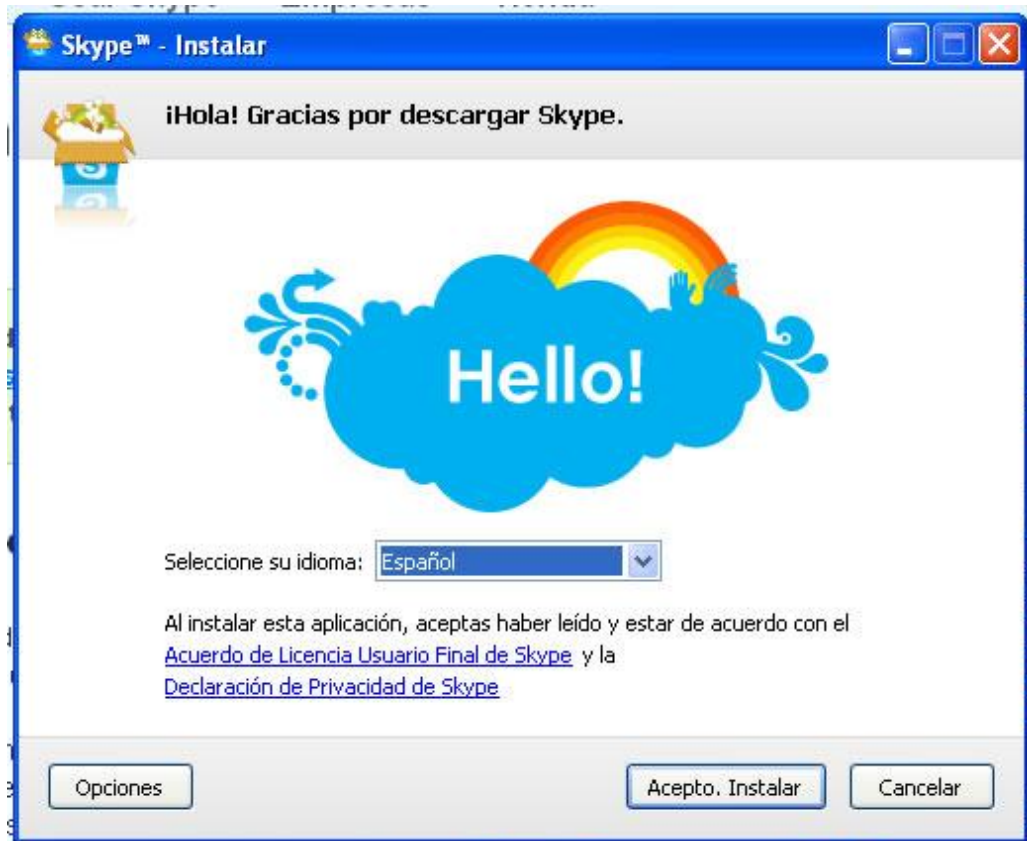 Skype™ - Instalar
¡Hola! Gracias por descargar Skype.
Hello!
Seleccione su idioma: Español
Al instalar esta aplicación, aceptas haber leído y estar de acuerdo con el
Acuerdo de Licencia Usuario Final de Skype y la
Declaración de Privacidad de Skype
Opciones Acepto. Instalar Cancelar